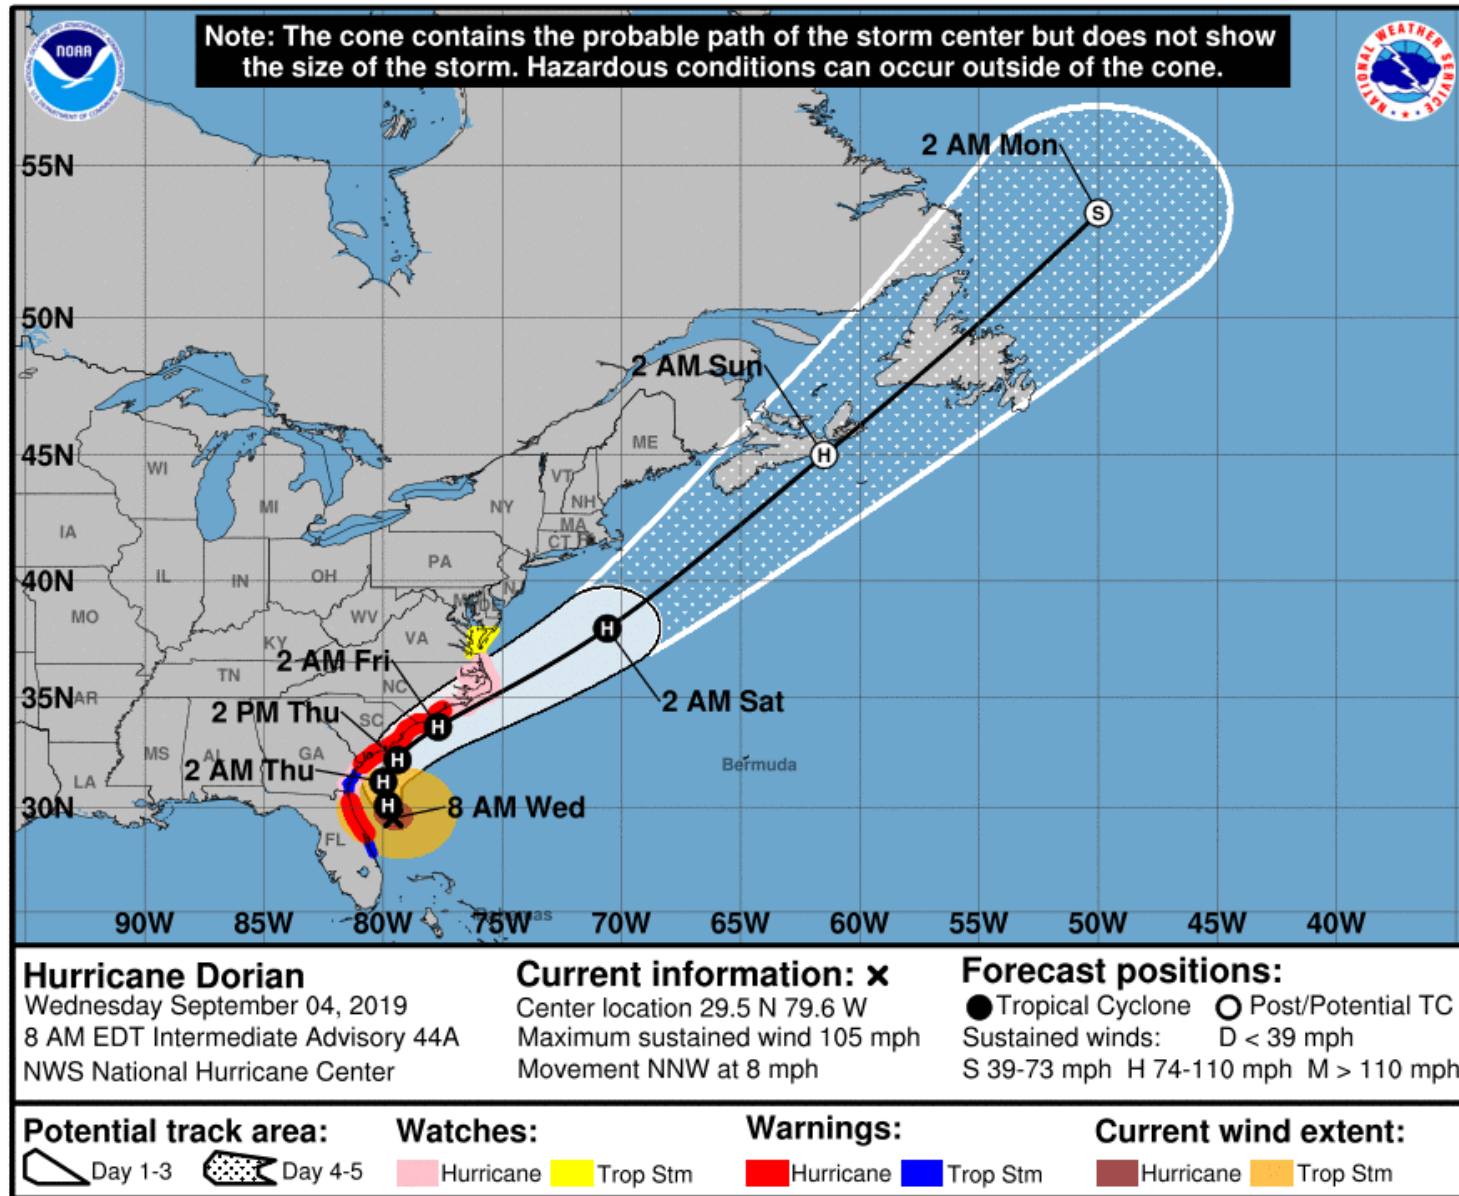 Note: The cone contains the probable path of the storm center but does not show
the size of the storm. Hazardous conditions can occur outside of the cone.
NOAA
NATIONAL WEATHER SERVICE
2 AM Mon
55N
S
50N
2 AM Sun
ME
45N
H
WI
VT
MI
NY
NH
IA
MA
CT
PA
40N
IL
IN
OH
MO
WV
H
KY
VA
2 AM Fri
TN
NC
2 AM Sat
35N
AR
2 PM Thu
SC
H
MS
AL
GA
H
Bermuda
2 AM Thu
H
LA
30N
H
8 AM Wed
FL
Bahamas
90W 85W 80W 75W 70W 65W 60W 55W 50W 45W 40W
Hurricane Dorian
Wednesday September 04, 2019
8 AM EDT Intermediate Advisory 44A
NWS National Hurricane Center
Current information: x
Center location 29.5 N 79.6 W
Maximum sustained wind 105 mph
Movement NNW at 8 mph
Forecast positions:
Tropical Cyclone Post/Potential TC
Sustained winds: D < 39 mph
S 39-73 mph H 74-110 mph M > 110 mph
Potential track area:
Day 1-3 Day 4-5
Watches:
Hurricane Trop Stm
Warnings:
Hurricane Trop Stm
Current wind extent:
Hurricane Trop Stm